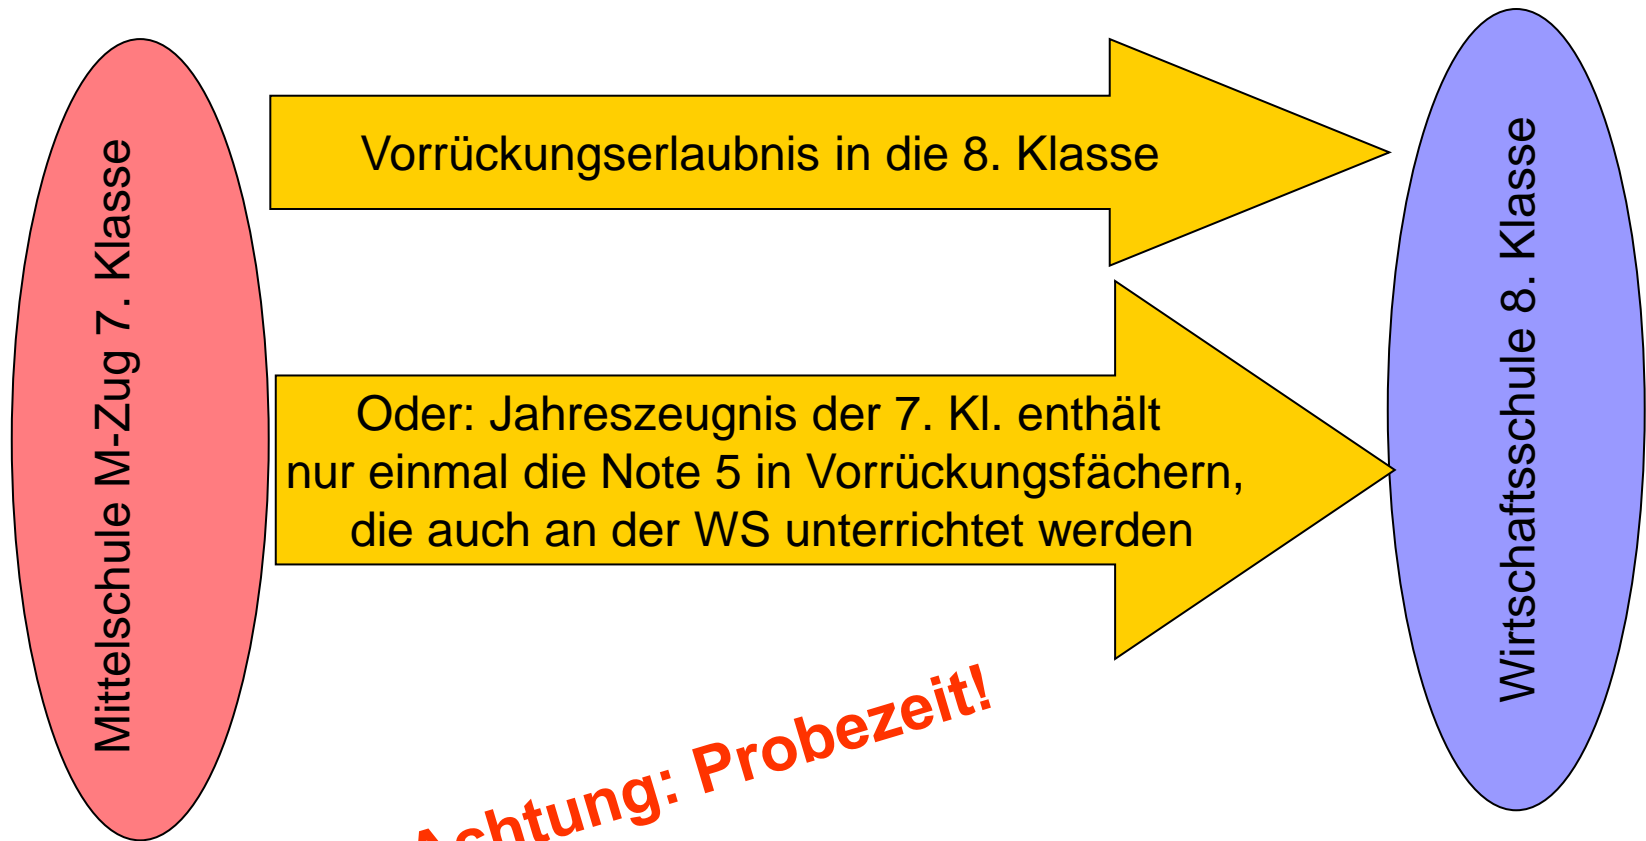 Mittelschule M-Zug 7. Klasse
Vorrückungserlaubnis in die 8. Klasse
Oder: Jahreszeugnis der 7. Kl. enthält
nur einmal die Note 5 in Vorrückungsfächern,
die auch an der WS unterrichtet werden
Wirtschaftsschule 8. Klasse
Achtung: Probezeit!